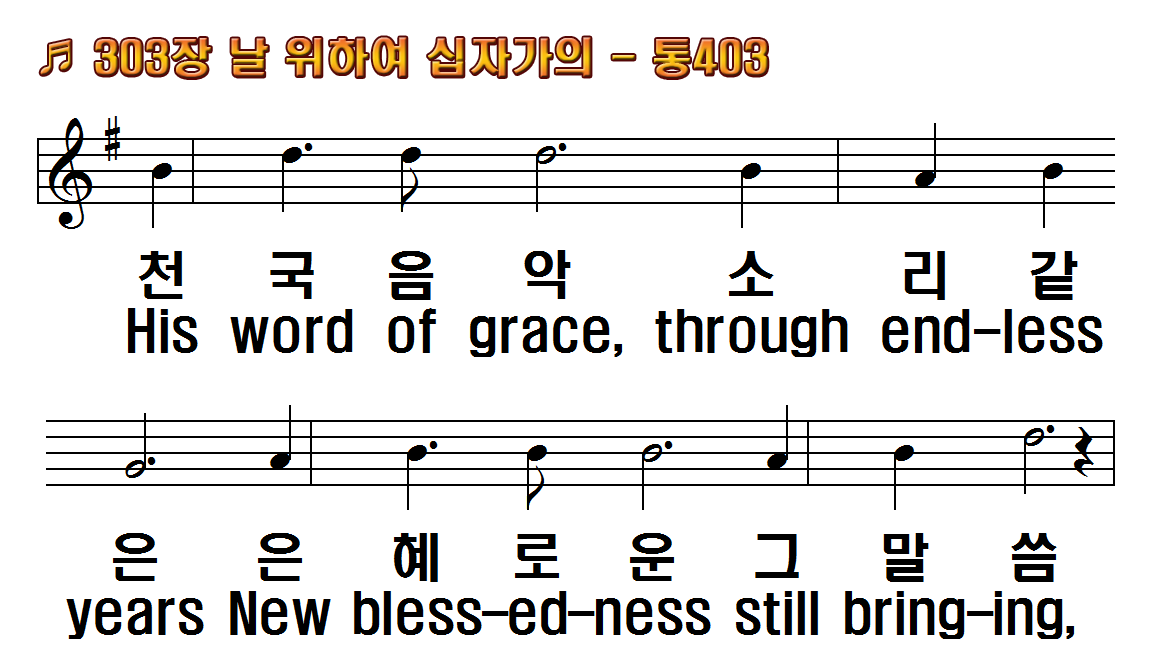 ♬ 303장 날 위하여 십자가의 - 통403
천 국 음 악 소 리 같
His word of grace, through end-less
은 은 혜 로 운 그 말 씀
years New bless-ed-ness still bring-ing,